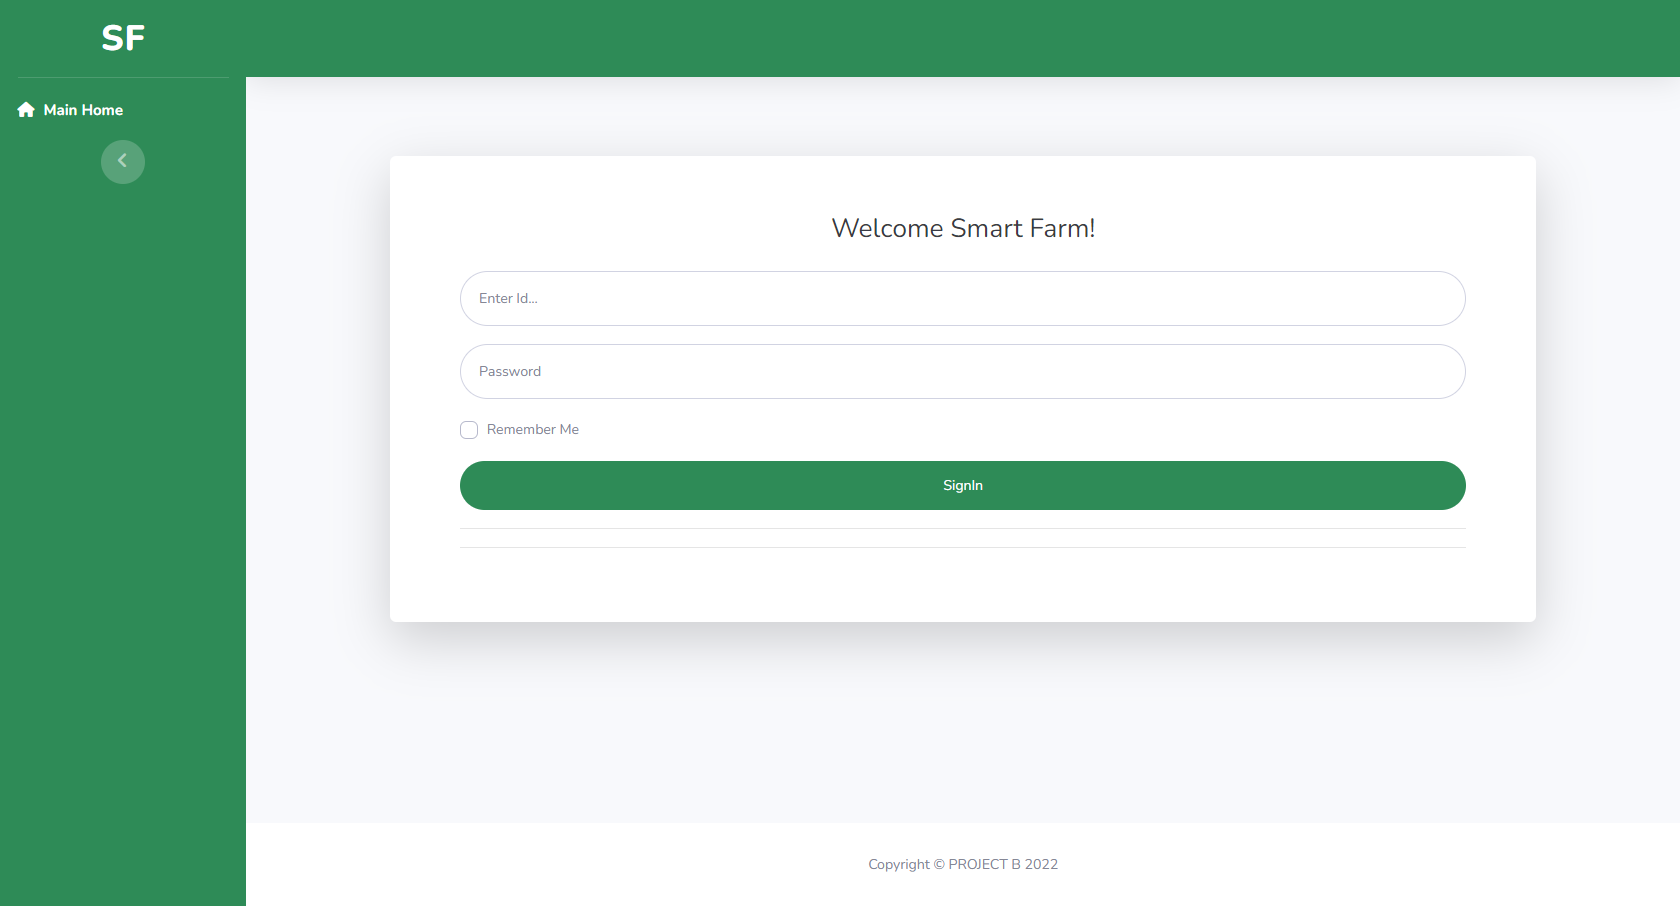 SF
Main Home
Welcome Smart Farm!
Enter Id...
Password
Remember Me
SignIn
Copyright © PROJECT B 2022